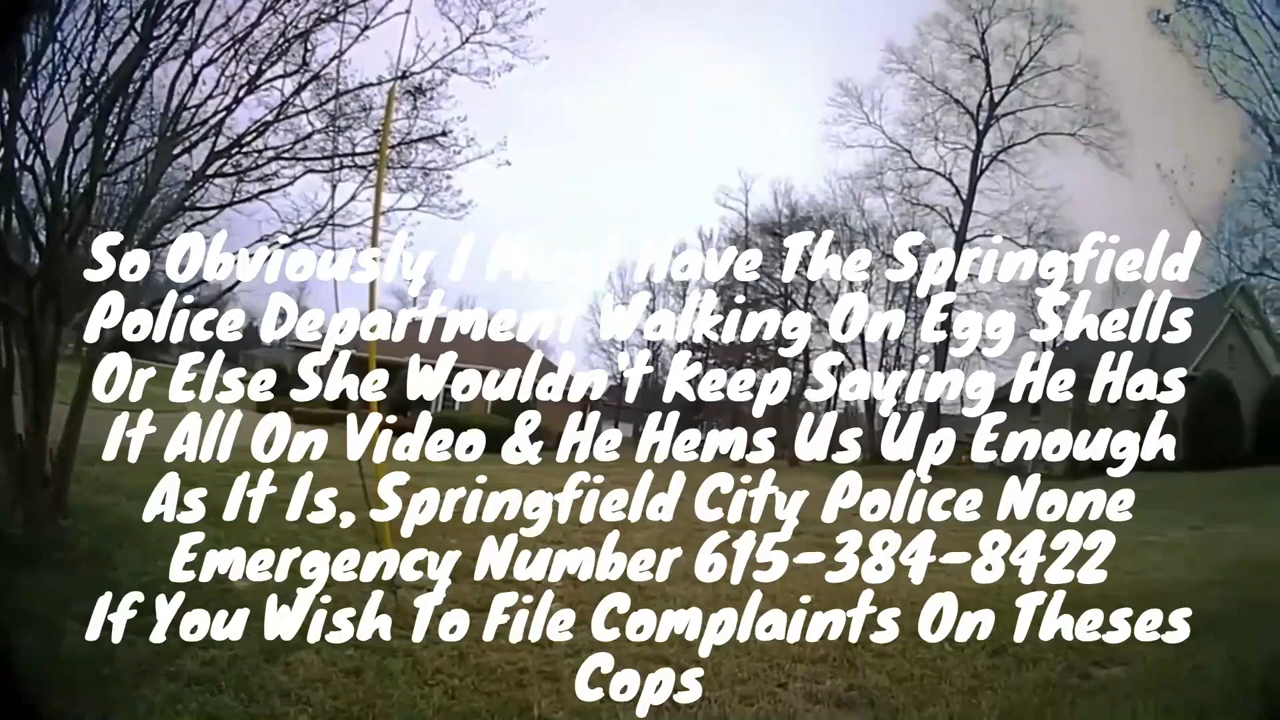 So Obviously I Must Have The Springfield
Police Department Walking On Egg Shells
Or Else She Wouldn't Keep Saying He Has
It All On Video & He Hems Us Up Enough
As It Is, Springfield City Police None
Emergency Number 615-384-8422
If You Wish To File Complaints On Theses
Cops